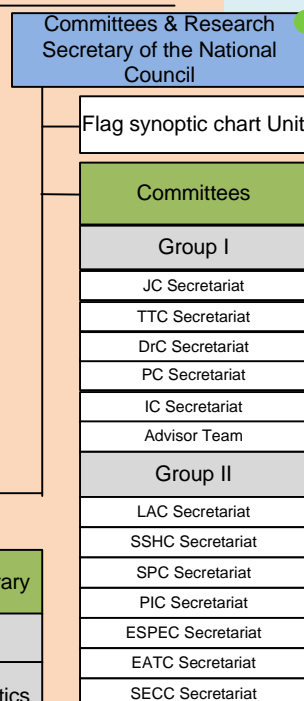 Committees & Research
Secretary of the National
Council
Flag synoptic chart Unit
Committees
Group I
JC Secretariat
TTC Secretariat
DrC Secretariat
PC Secretariat
IC Secretariat
Advisor Team
Group II
LAC Secretariat
SSHC Secretariat
SPC Secretariat
PIC Secretariat
ESPEC Secretariat
EATC Secretariat
SECC Secretariat